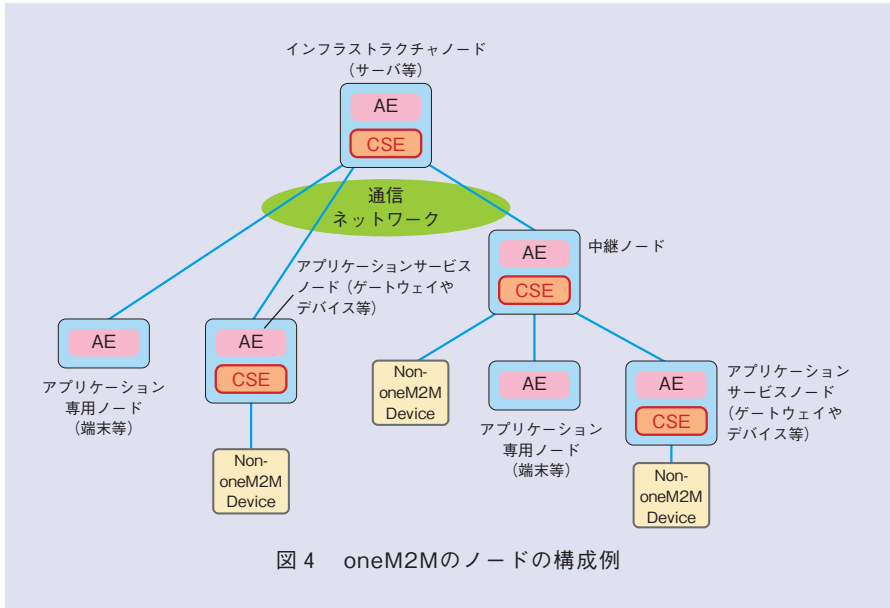 インフラストラクチャノード
（サーバ等）
AE
CSE
通信
ネットワーク
アプリケーションサービス
ノード（ゲートウェイや
デバイス等）
AE
CSE
中継ノード
AE
アプリケーション
専用ノード
（端末等）
AE
CSE
Non-
oneM2M
Device
Non-
oneM2M
Device
AE
アプリケーション
専用ノード
（端末等）
AE
CSE
アプリケーション
サービスノード
（ゲートウェイや
デバイス等）
Non-
oneM2M
Device
図4 oneM2Mのノードの構成例